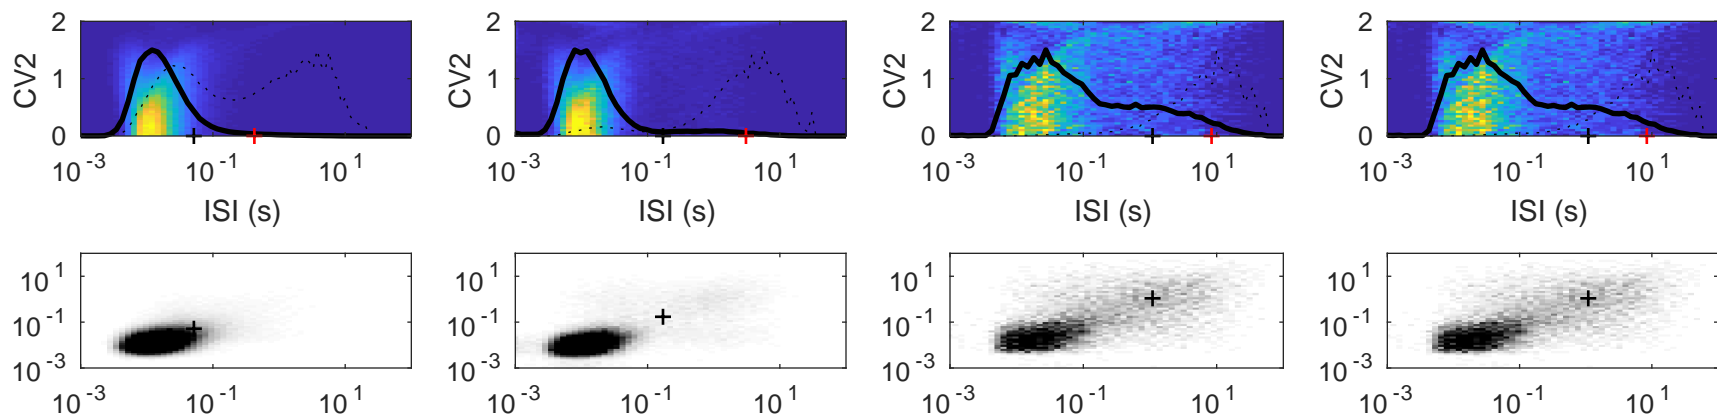 2 2 2 2
CV2 CV2 CV2 CV2
1 1 1 1
0 0 0 0
10^-3 10^-1 10^1 10^-3 10^-1 10^1 10^-3 10^-1 10^1 10^-3 10^-1 10^1
ISI (s) ISI (s) ISI (s) ISI (s)
10^1 10^1 10^1 10^1
10^-1 10^-1 10^-1 10^-1
10^-3 10^-3 10^-3 10^-3
10^-3 10^-1 10^1 10^-3 10^-1 10^1 10^-3 10^-1 10^1 10^-3 10^-1 10^1